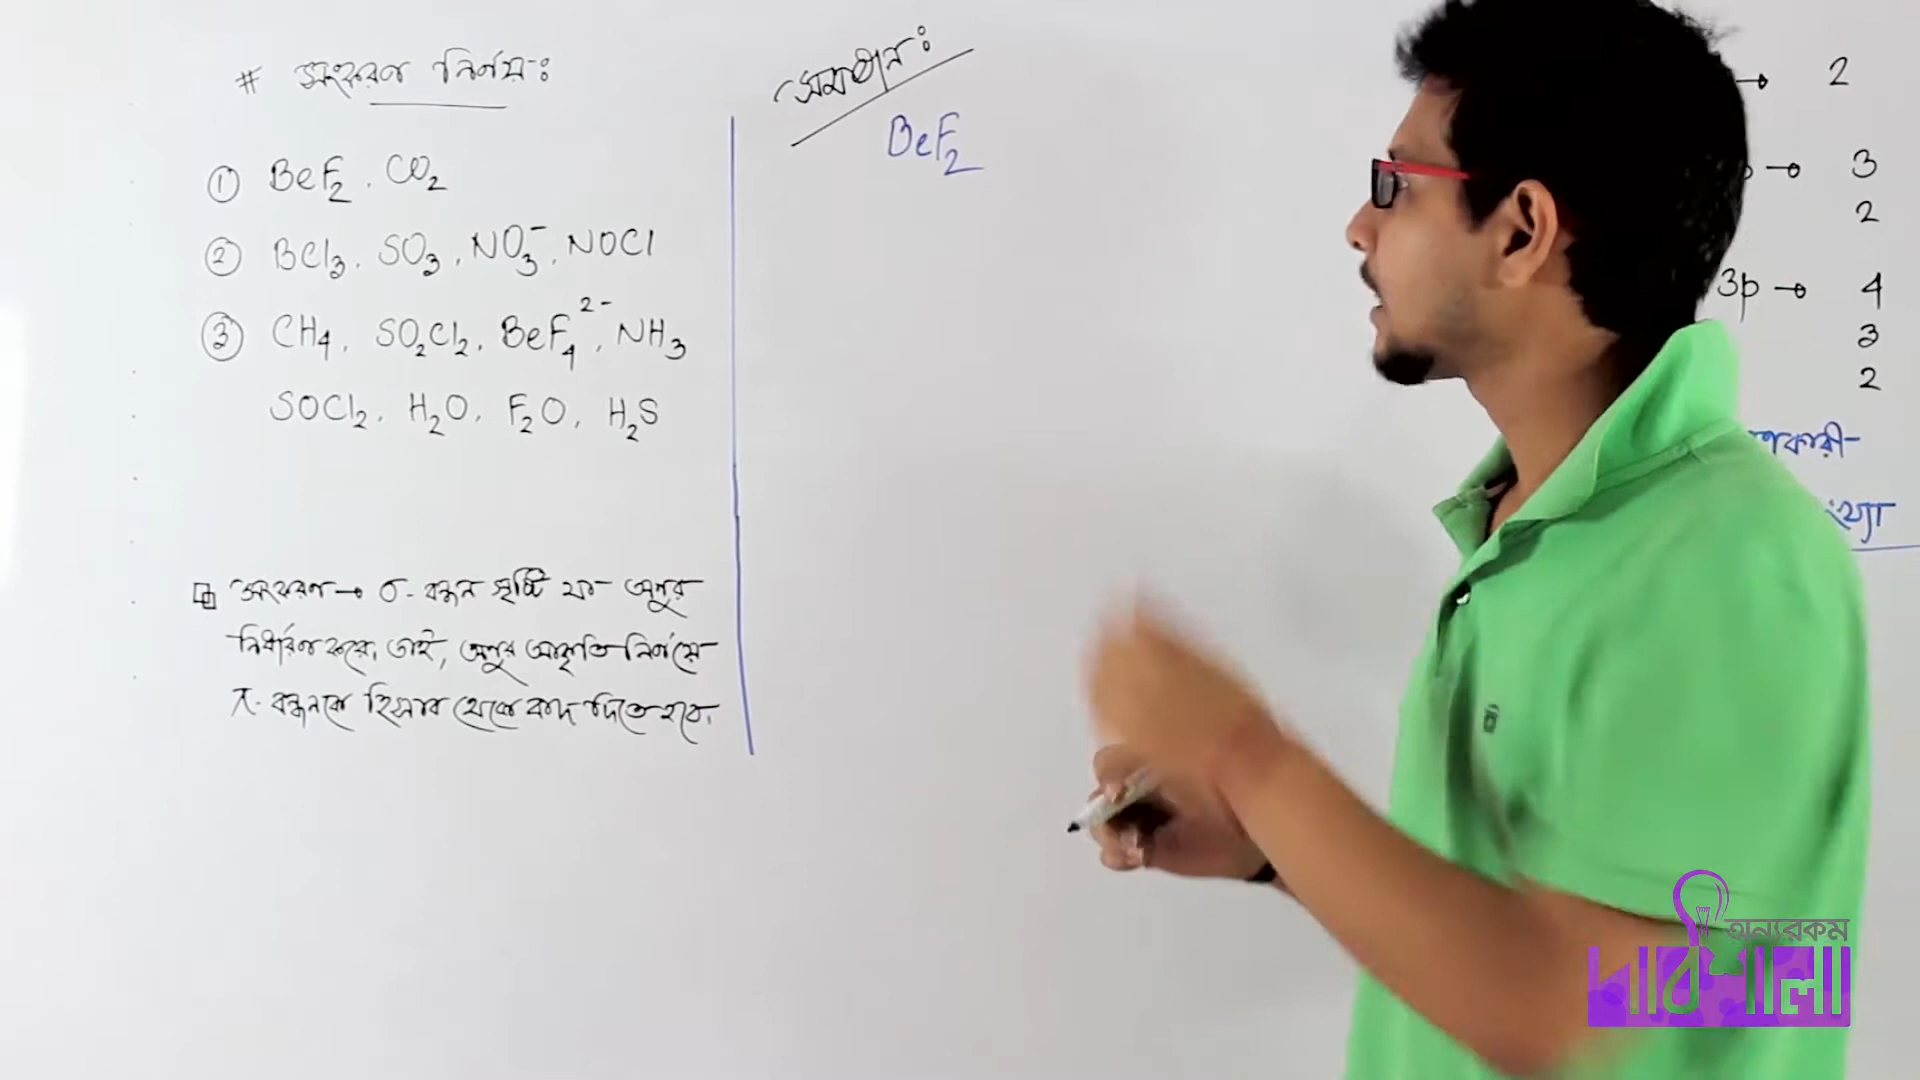 # সংকরণ নির্ণয়ঃ
① BeF₂, CO₂
② BCl₃, SO₃, NO₃⁻, NOCl
③ CH₄, SO₂Cl₂, BeF₄²⁻, NH₃
SOCl₂, H₂O, F₂O, H₂S
সংকরণ → σ- বন্ধন সৃষ্টি যা অণুর
নির্ধারণ করে, তাই, অণুর আকৃতি নির্ণয়ে
π- বন্ধনকে হিসাব থেকে বাদ দিতে হবে,
সমাধানঃ
BeF₂
→ 2
→ 3
2
3p → 4
3
2
অন্যরকম
পাঠশালা